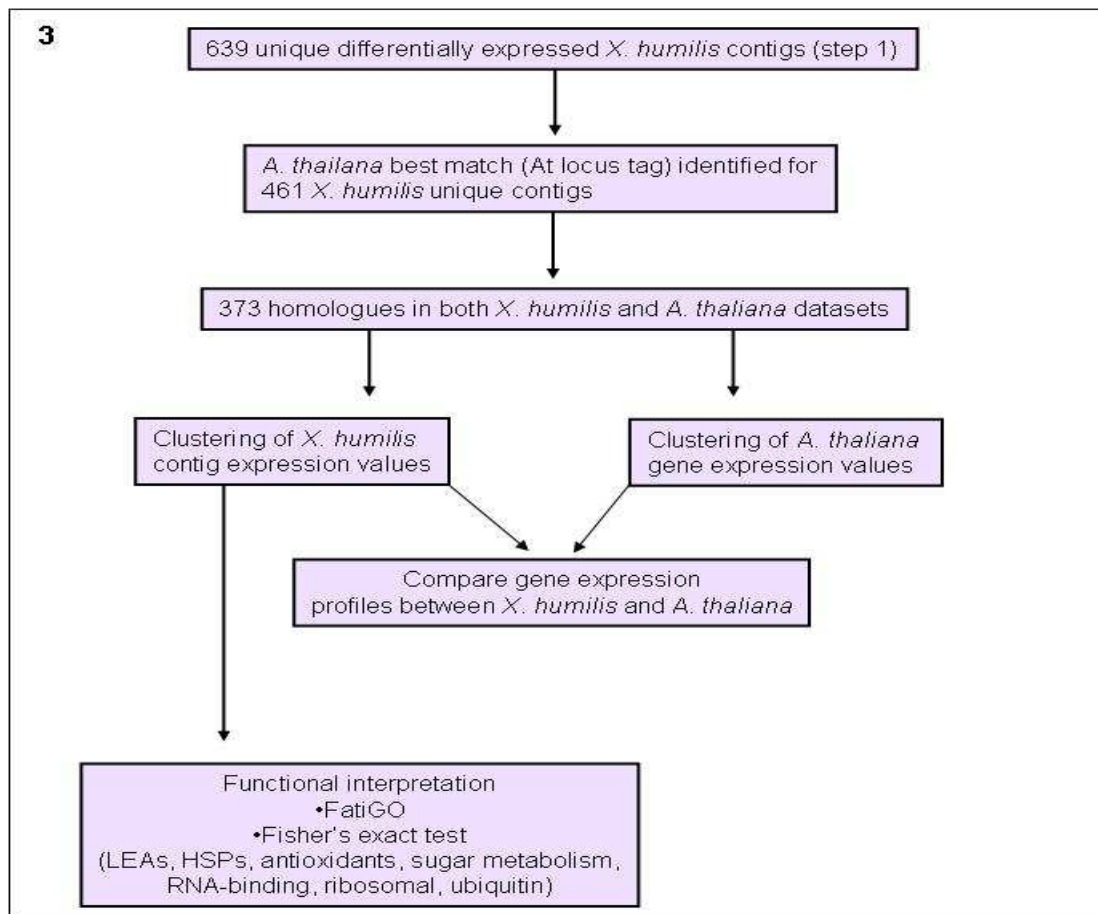 3
639 unique differentially expressed X. humilis contigs (step 1)
A. thailana best match (At locus tag) identified for
461 X. humilis unique contigs
373 homologues in both X. humilis and A. thaliana datasets
Clustering of X. humilis
contig expression values
Clustering of A. thaliana
gene expression values
Compare gene expression
profiles between X. humilis and A. thaliana
Functional interpretation
•FatiGO
•Fisher's exact test
(LEAs, HSPs, antioxidants, sugar metabolism,
RNA-binding, ribosomal, ubiquitin)